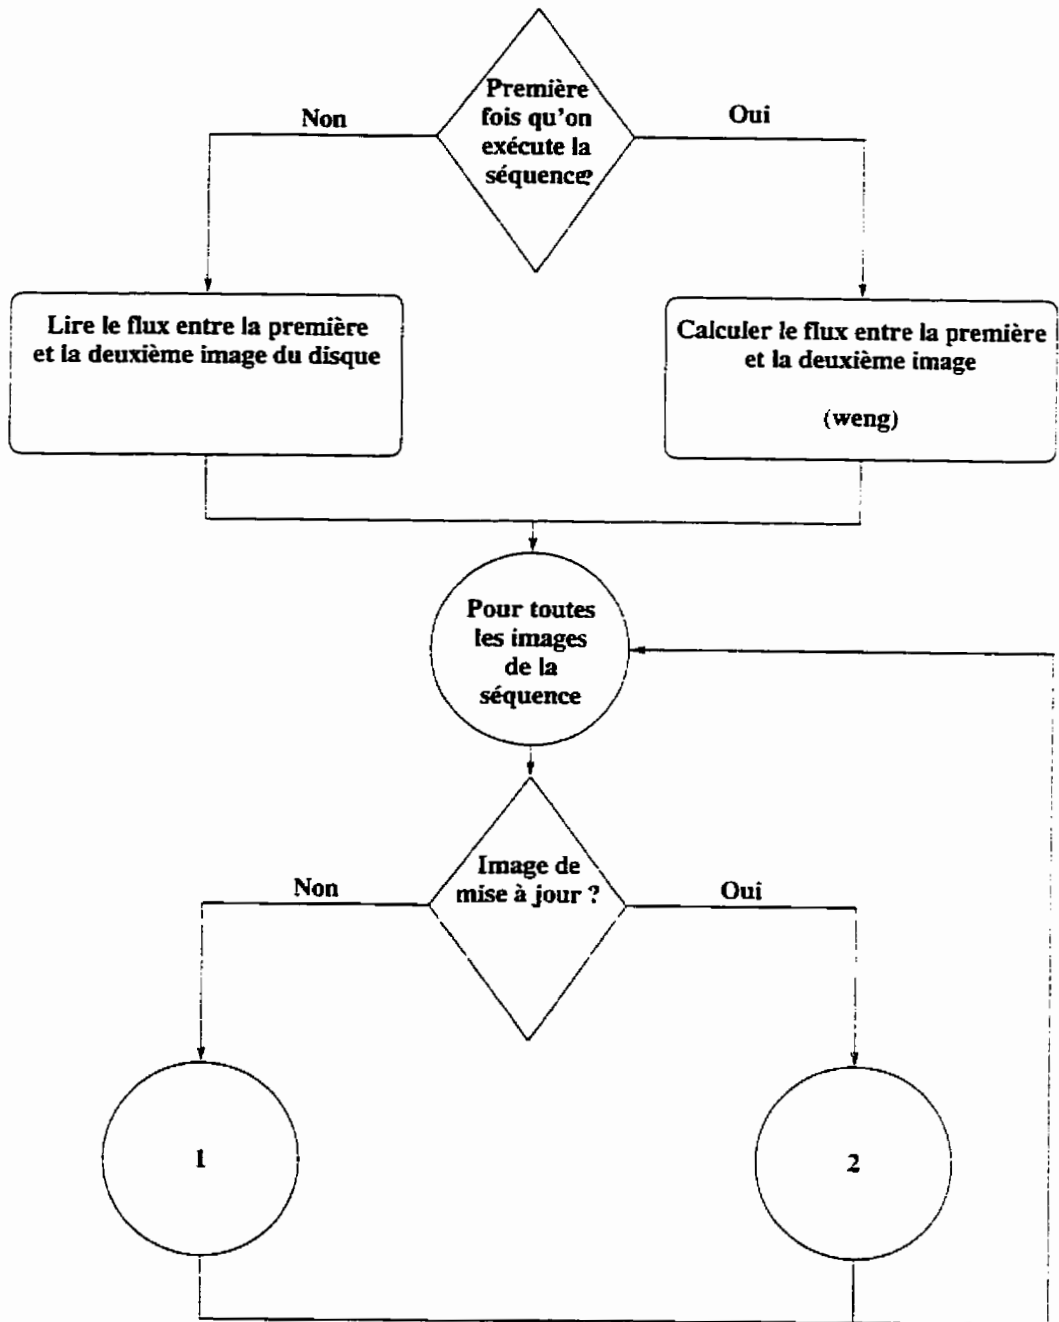 Première
fois qu'on
exécute la
séquence?
Non
Oui
Lire le flux entre la première
et la deuxième image du disque
Calculer le flux entre la première
et la deuxième image
(weng)
Pour toutes
les images
de la
séquence
Image de
mise à jour ?
Non
Oui
1
2